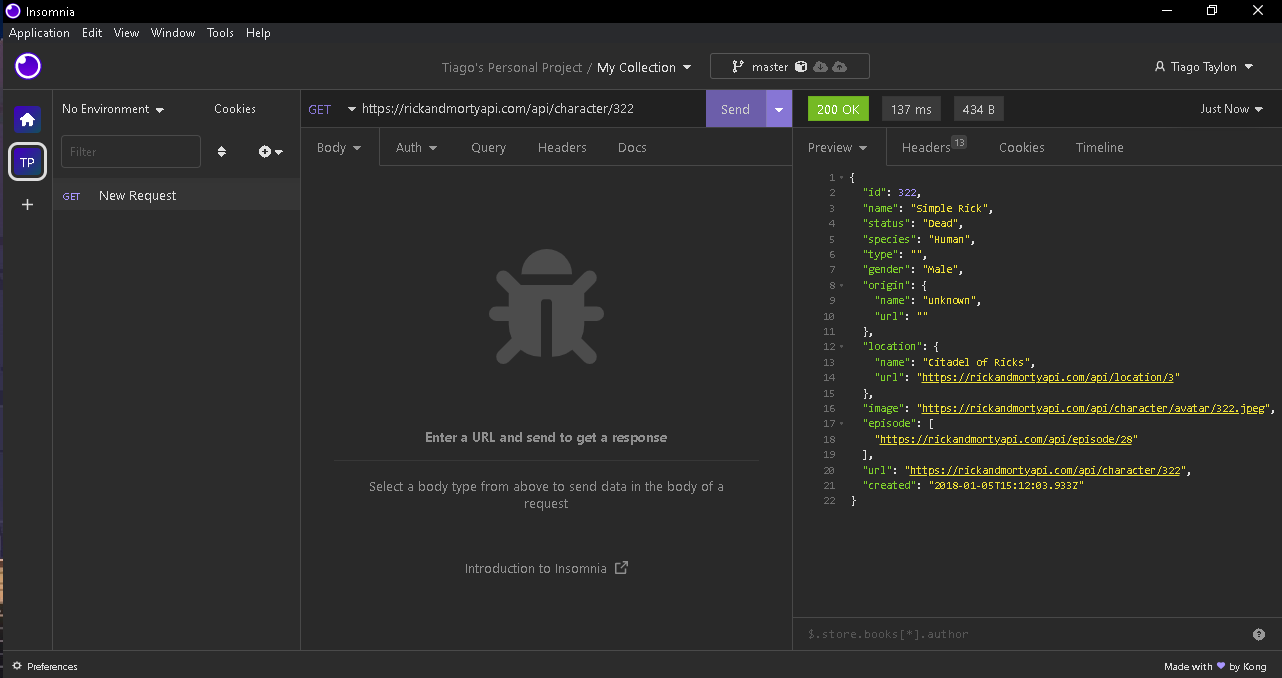 Insomnia
Application Edit View Window Tools Help
Tiago's Personal Project / My Collection
master
Tiago Taylon
No Environment
Cookies
GET https://rickandmortyapi.com/api/character/322
Send
200 OK
137 ms
434 B
Just Now
Filter
TP
GET New Request
Body Auth Query Headers Docs
Enter a URL and send to get a response
Select a body type from above to send data in the body of a
request
Introduction to Insomnia
Preview Headers 13 Cookies Timeline
1 {
2 "id": 322,
3 "name": "Simple Rick",
4 "status": "Dead",
5 "species": "Human",
6 "type": "",
7 "gender": "Male",
8 "origin": {
9 "name": "unknown",
10 "url": ""
11 },
12 "location": {
13 "name": "Citadel of Ricks",
14 "url": "https://rickandmortyapi.com/api/location/3"
15 },
16 "image": "https://rickandmortyapi.com/api/character/avatar/322.jpeg",
17 "episode": [
18 "https://rickandmortyapi.com/api/episode/28"
19 ],
20 "url": "https://rickandmortyapi.com/api/character/322",
21 "created": "2018-01-05T15:12:03.933Z"
22 }
$.store.books[*].author
Preferences
Made with 💜 by Kong